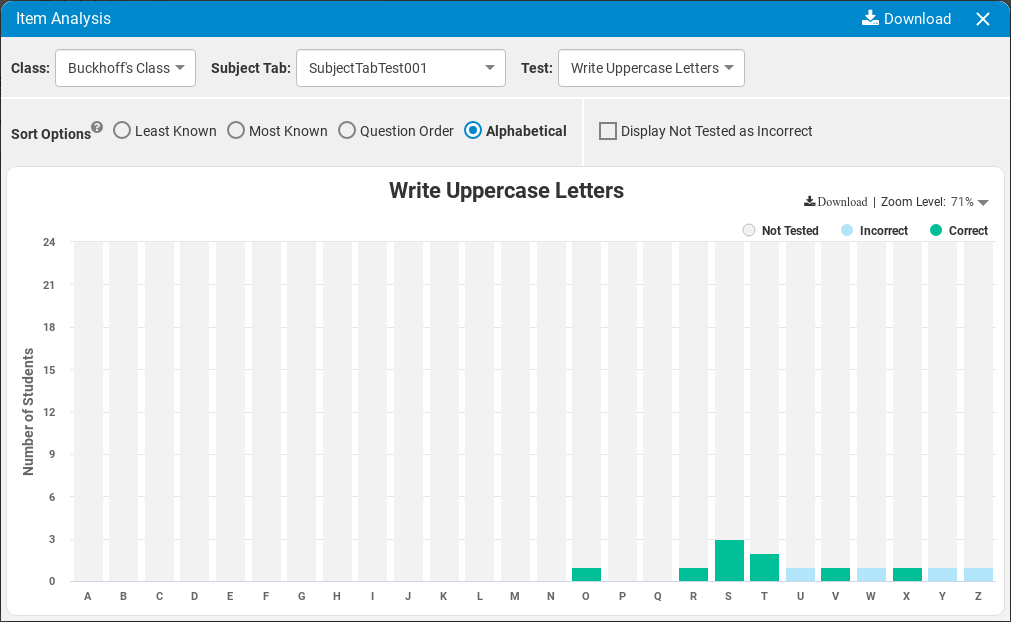 Item Analysis Download
Class: Buckhoff's Class Subject Tab: SubjectTabTest001 Test: Write Uppercase Letters
Sort Options? Least Known Most Known Question Order Alphabetical Display Not Tested as Incorrect
Write Uppercase Letters
Download | Zoom Level: 71%
Not Tested Incorrect Correct
Number of Students
24
21
18
15
12
9
6
3
0
A B C D E F G H I J K L M N O P Q R S T U V W X Y Z